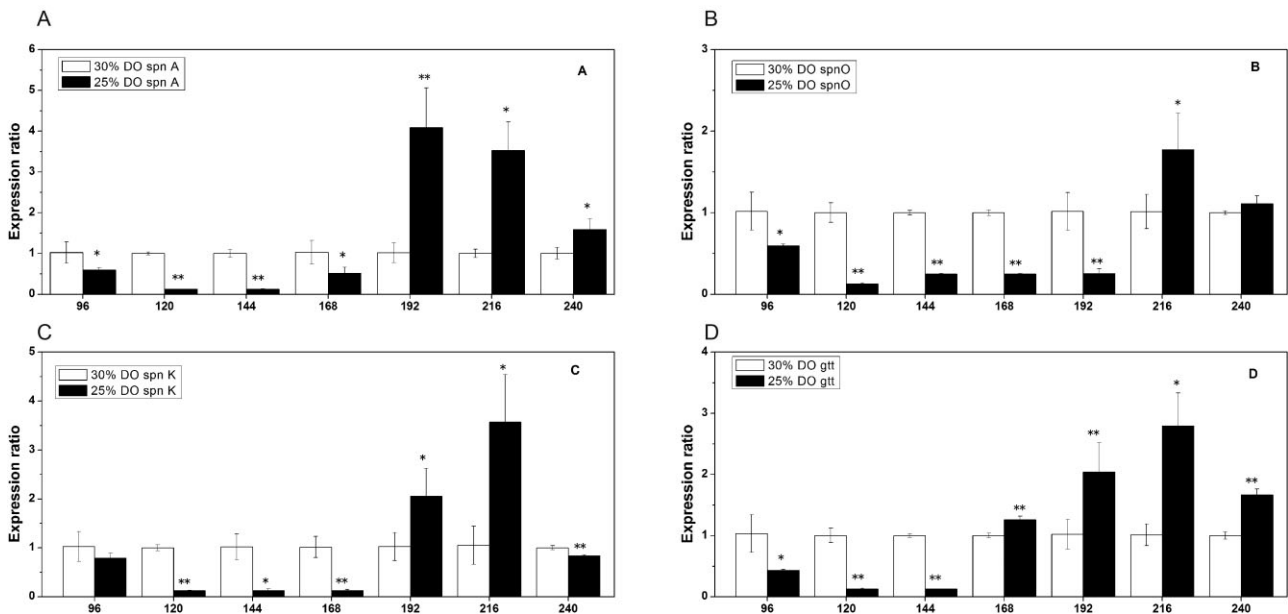 A
Expression ratio
6
5
4
3
2
1
0
30% DO spn A
25% DO spn A
A
* ** ** * ** * *
96 120 144 168 192 216 240
B
Expression ratio
3
2
1
0
30% DO spnO
25% DO spnO
B
* ** ** ** ** *
96 120 144 168 192 216 240
C
Expression ratio
5
4
3
2
1
0
30% DO spn K
25% DO spn K
C
** * ** * * **
96 120 144 168 192 216 240
D
Expression ratio
4
3
2
1
0
30% DO gtt
25% DO gtt
D
* ** ** ** ** * **
96 120 144 168 192 216 240